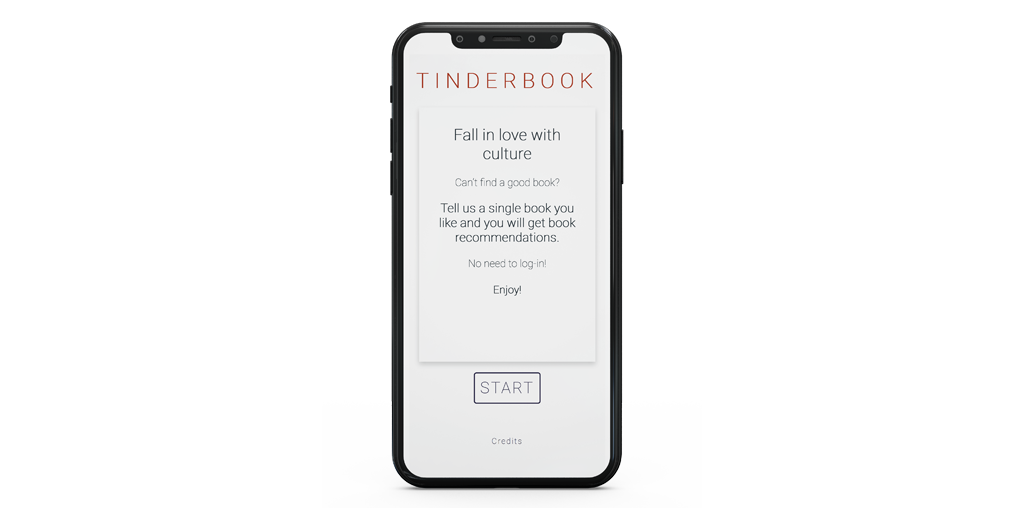 TINDERBOOK
Fall in love with
culture
Can't find a good book?
Tell us a single book you
like and you will get book
recommendations.
No need to log-in!
Enjoy!
START
Credits